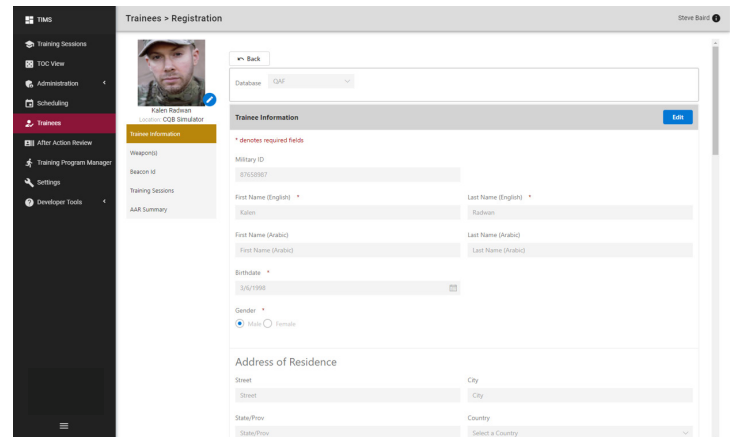 TIMS
Trainees > Registration
Steve Baird
Training Sessions
TOC View
Administration
Scheduling
Trainees
After Action Review
Training Program Manager
Settings
Developer Tools
Kalen Radwan
Location: CQB Simulator
Trainee Information
Weapon(s)
Beacon Id
Training Sessions
AAR Summary
Back
Database QAF
Trainee Information
Edit
* denotes required fields
Military ID
87658987
First Name (English) * Last Name (English) *
Kalen Radwan
First Name (Arabic) Last Name (Arabic)
First Name (Arabic) Last Name (Arabic)
Birthdate *
3/6/1998
Gender *
Male Female
Address of Residence
Street City
Street City
State/Prov Country
State/Prov Select a Country